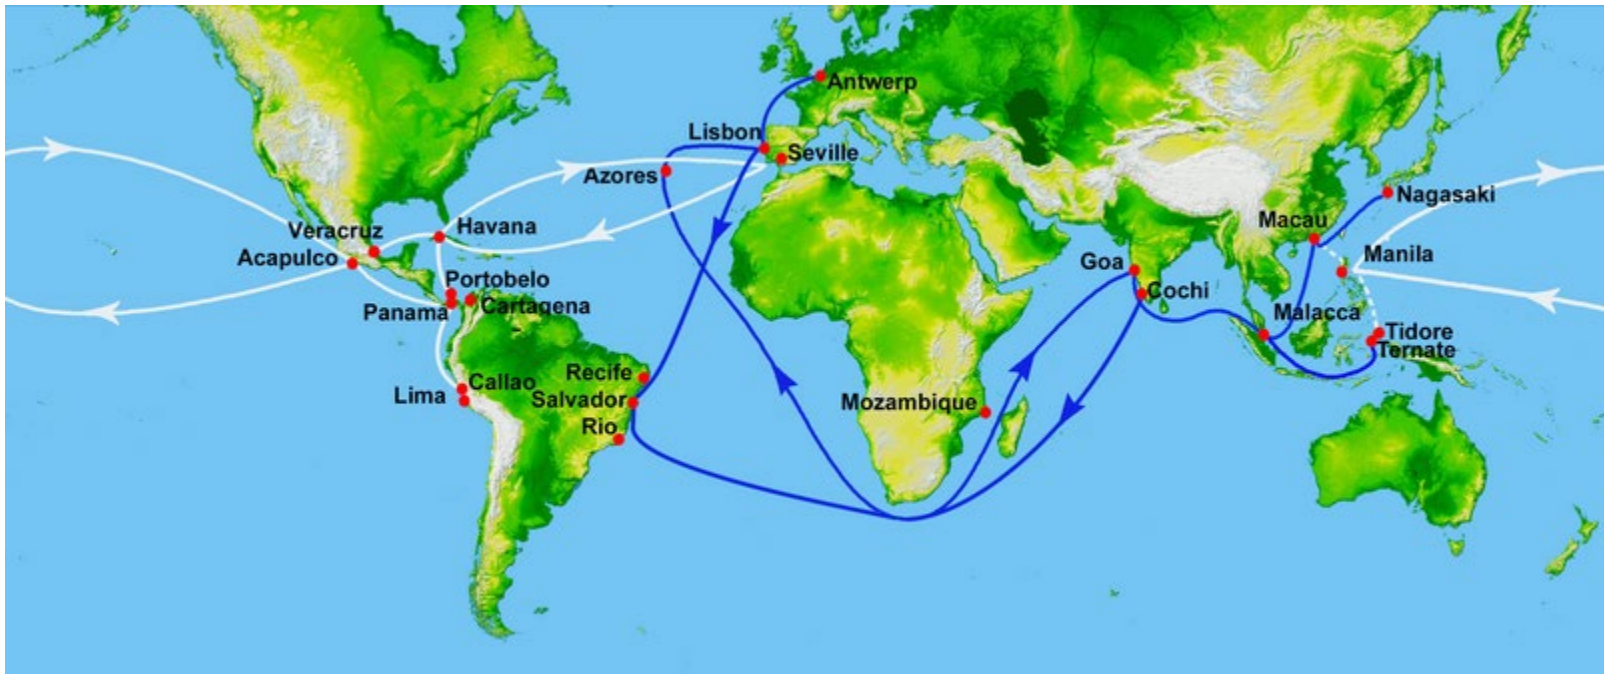 Antwerp
Lisbon
Seville
Azores
Nagasaki
Macau
Havana
Veracruz
Acapulco
Manila
Goa
Cochi
Portobelo
Cartagena
Panama
Malacca
Tidore
Ternate
Recife
Callao
Lima
Salvador
Mozambique
Rio